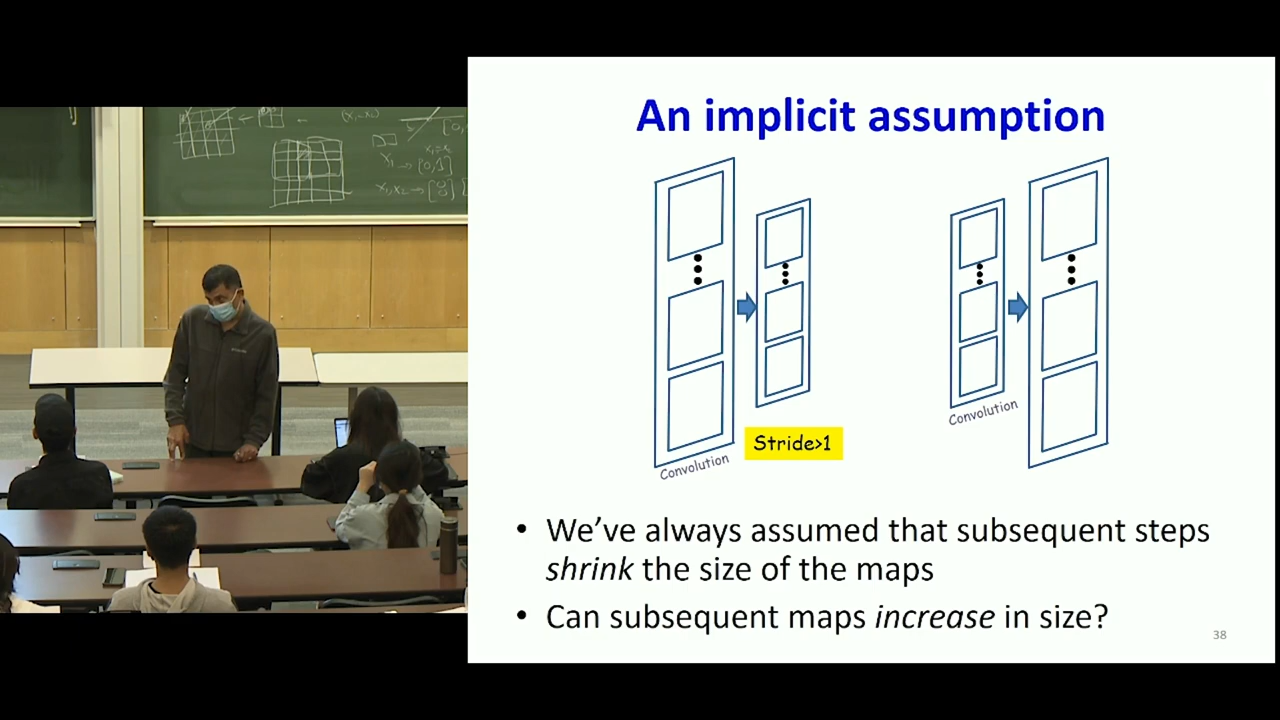 An implicit assumption
Stride>1
Convolution
Convolution
• We've always assumed that subsequent steps
shrink the size of the maps
• Can subsequent maps increase in size?
38